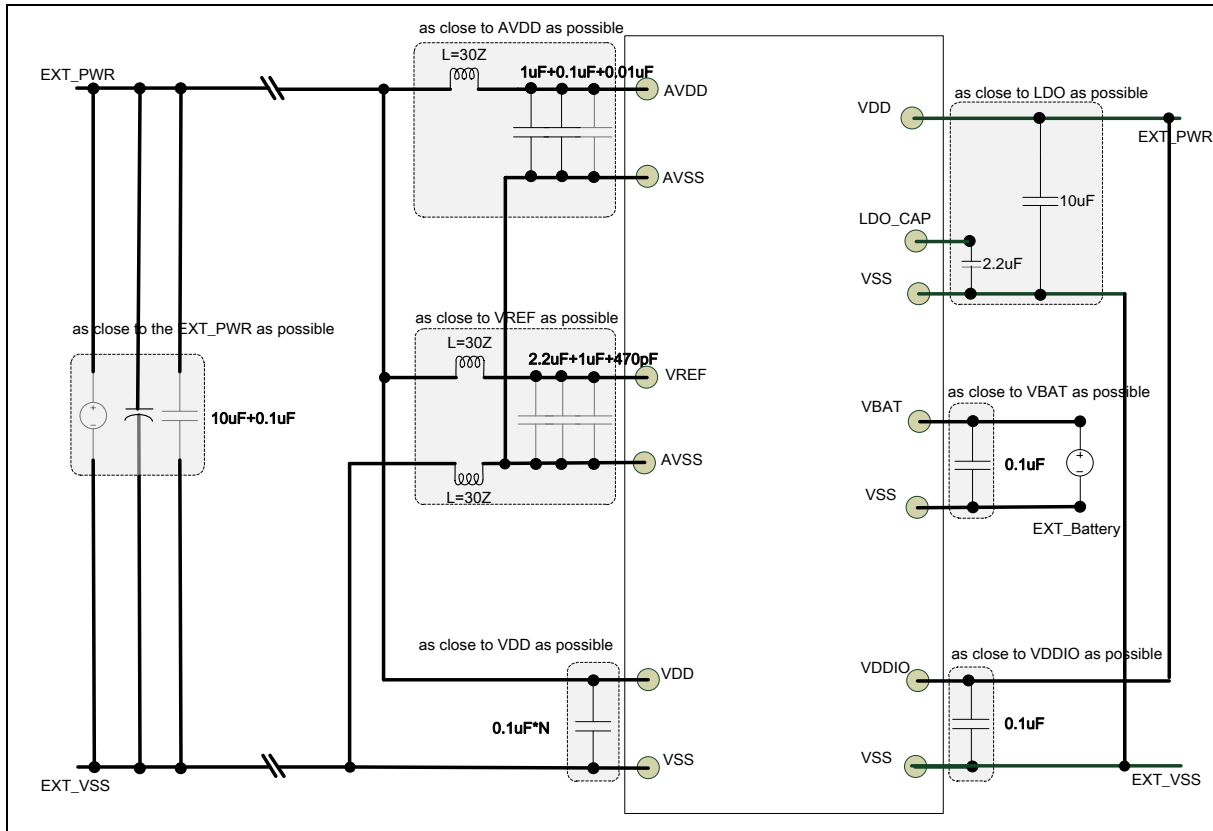 as close to AVDD as possible
L=30Z
EXT_PWR
1uF+0.1uF+0.01uF
AVDD
AVSS
as close to LDO as possible
VDD
EXT_PWR
10uF
LDO_CAP
2.2uF
VSS
as close to the EXT_PWR as possible
10uF+0.1uF
as close to VREF as possible
L=30Z
2.2uF+1uF+470pF
VREF
AVSS
L=30Z
as close to VBAT as possible
VBAT
0.1uF
VSS
EXT_Battery
as close to VDD as possible
VDD
0.1uF*N
VSS
EXT_VSS
as close to VDDIO as possible
VDDIO
0.1uF
VSS
EXT_VSS